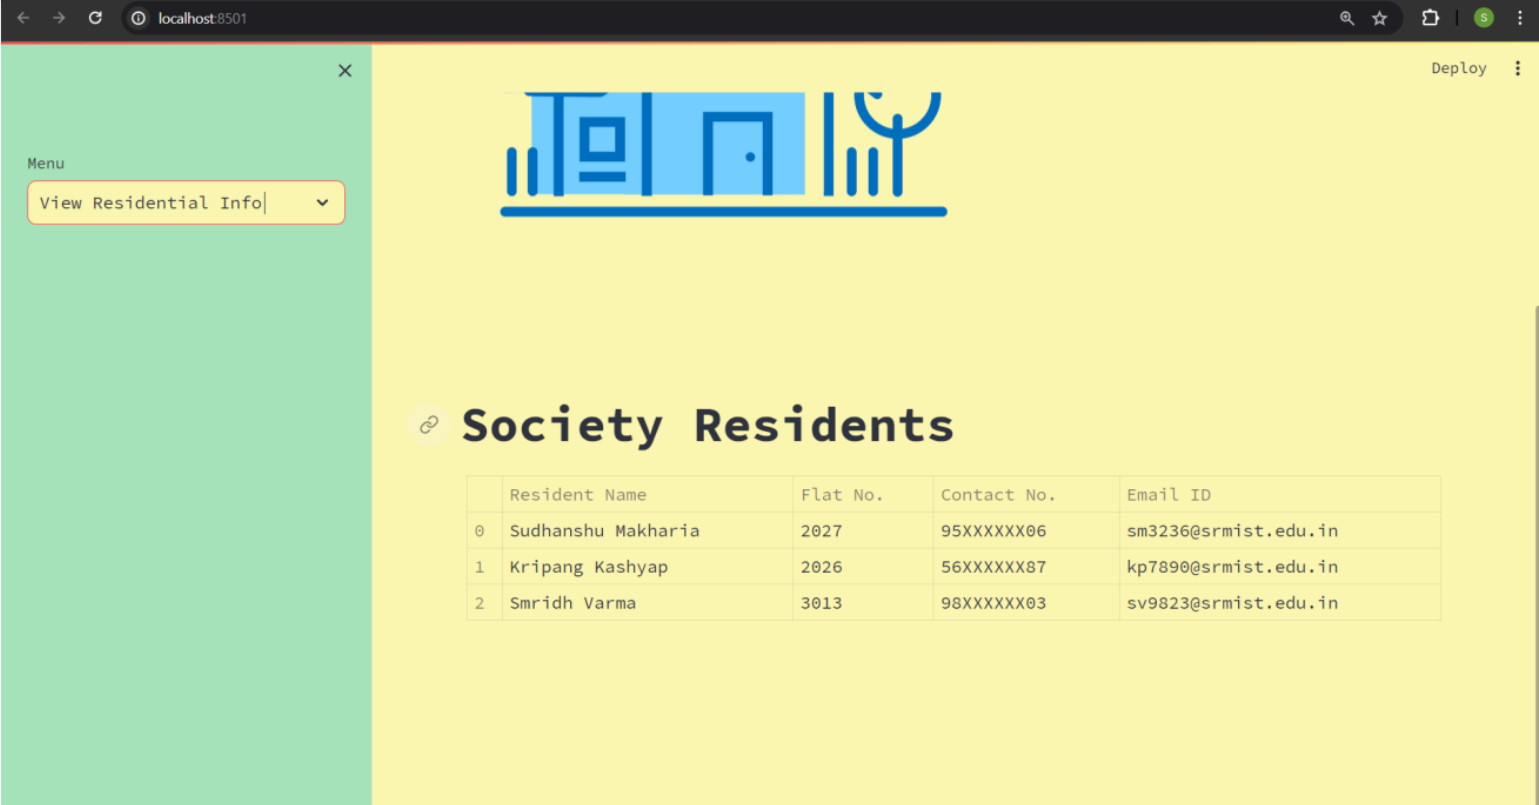 localhost:8501
S
Deploy
Menu
View Residential Info
Society Residents
Resident Name Flat No. Contact No. Email ID
0 Sudhanshu Makharia 2027 95XXXXXX06 sm3236@srmist.edu.in
1 Kripang Kashyap 2026 56XXXXXX87 kp7890@srmist.edu.in
2 Smridh Varma 3013 98XXXXXX03 sv9823@srmist.edu.in